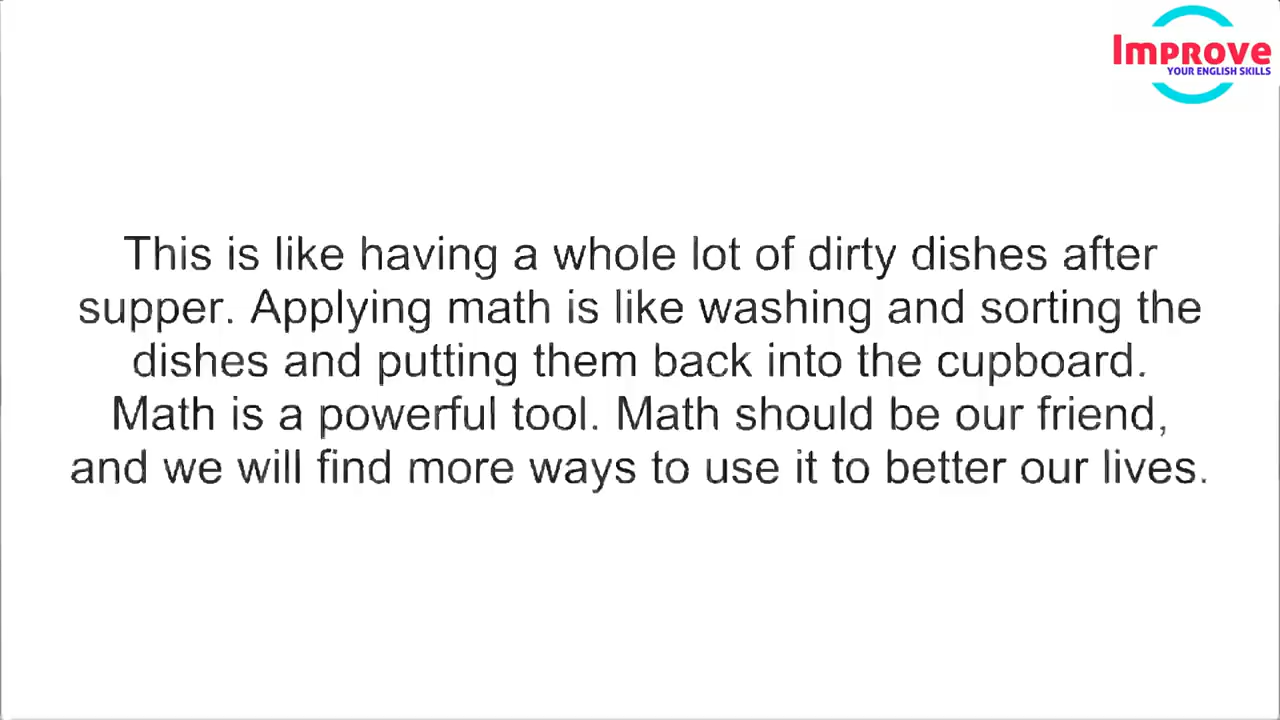 Improve
YOUR ENGLISH SKILLS
This is like having a whole lot of dirty dishes after
supper. Applying math is like washing and sorting the
dishes and putting them back into the cupboard.
Math is a powerful tool. Math should be our friend,
and we will find more ways to use it to better our lives.